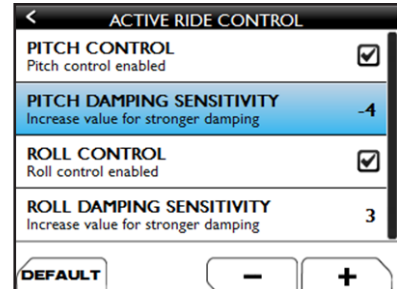 < ACTIVE RIDE CONTROL
PITCH CONTROL
Pitch control enabled
PITCH DAMPING SENSITIVITY
Increase value for stronger damping
-4
ROLL CONTROL
Roll control enabled
ROLL DAMPING SENSITIVITY
Increase value for stronger damping
3
DEFAULT
− +